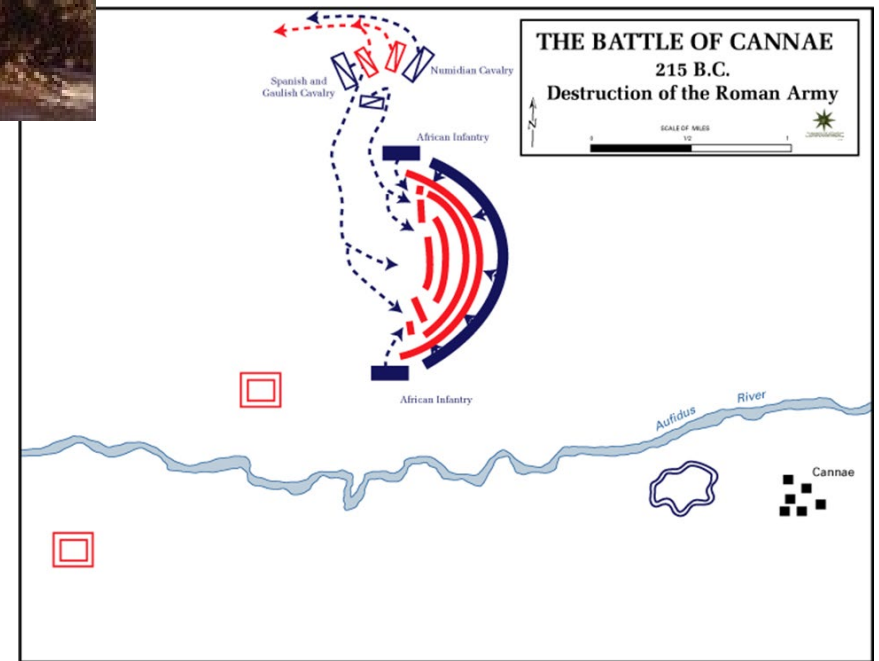 THE BATTLE OF CANNAE
215 B.C.
Destruction of the Roman Army
N
SCALE OF MILES
0 1/2 1
Spanish and
Gaulish Cavalry
Numidian Cavalry
African Infantry
African Infantry
Aufidus River
Cannae